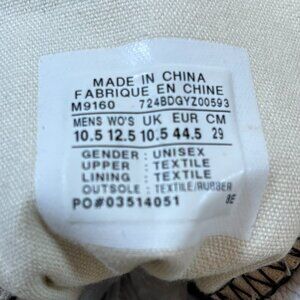 MADE IN CHINA
FABRIQUE EN CHINE
M9160 724BDGYZ00593
MENS WO'S UK EUR CM
10.5 12.5 10.5 44.5 29
GENDER : UNISEX
UPPER : TEXTILE
LINING : TEXTILE
OUTSOLE : TEXTILE/RUBBER
PO#03514051 8E